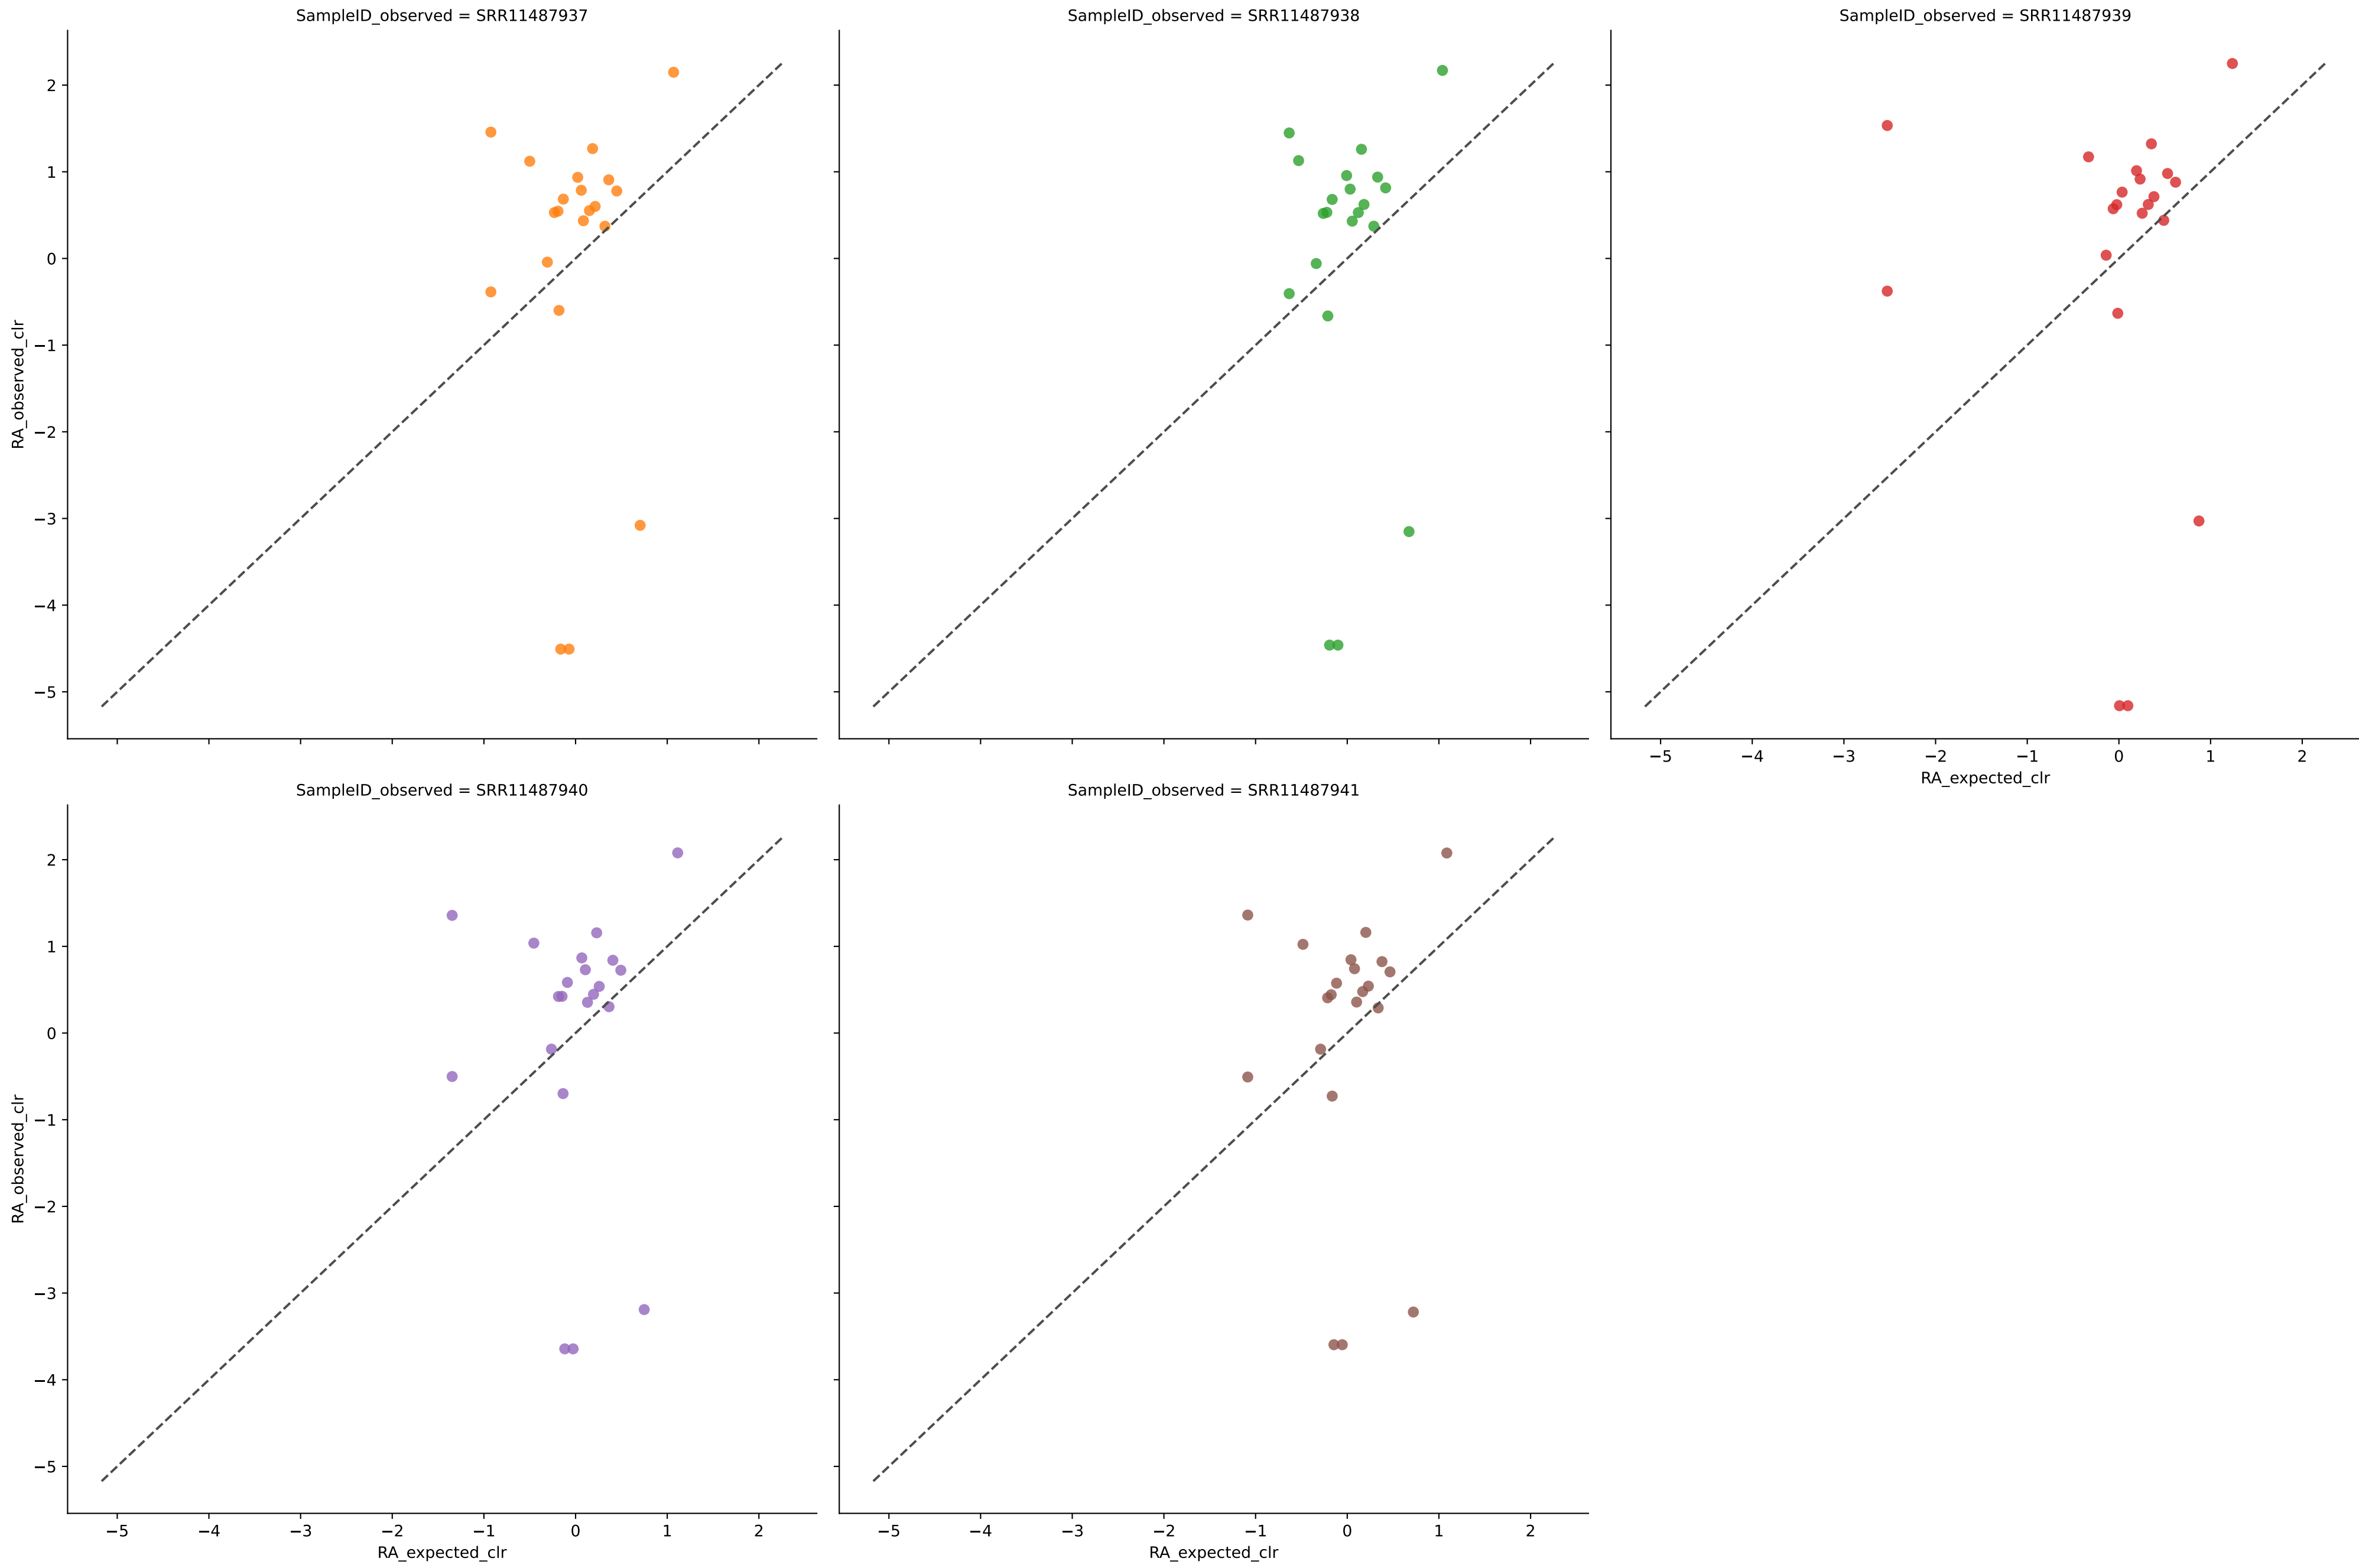 SampleID_observed = SRR11487937
SampleID_observed = SRR11487938
SampleID_observed = SRR11487939
RA_observed_clr
2
1
0
−1
−2
−3
−4
−5
−5 −4 −3 −2 −1 0 1 2
RA_expected_clr
SampleID_observed = SRR11487940
SampleID_observed = SRR11487941
RA_observed_clr
2
1
0
−1
−2
−3
−4
−5
−5 −4 −3 −2 −1 0 1 2
−5 −4 −3 −2 −1 0 1 2
RA_expected_clr
RA_expected_clr